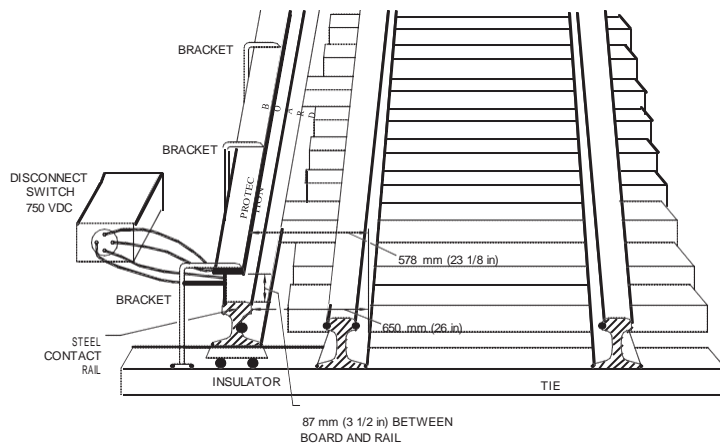 BRACKET
BOARD
BRACKET
DISCONNECT
SWITCH
750 VDC
PROTEC
TION
578 mm (23 1/8 in)
BRACKET
650 mm (26 in)
STEEL
CONTACT
RAIL
INSULATOR
TIE
87 mm (3 1/2 in) BETWEEN
BOARD AND RAIL